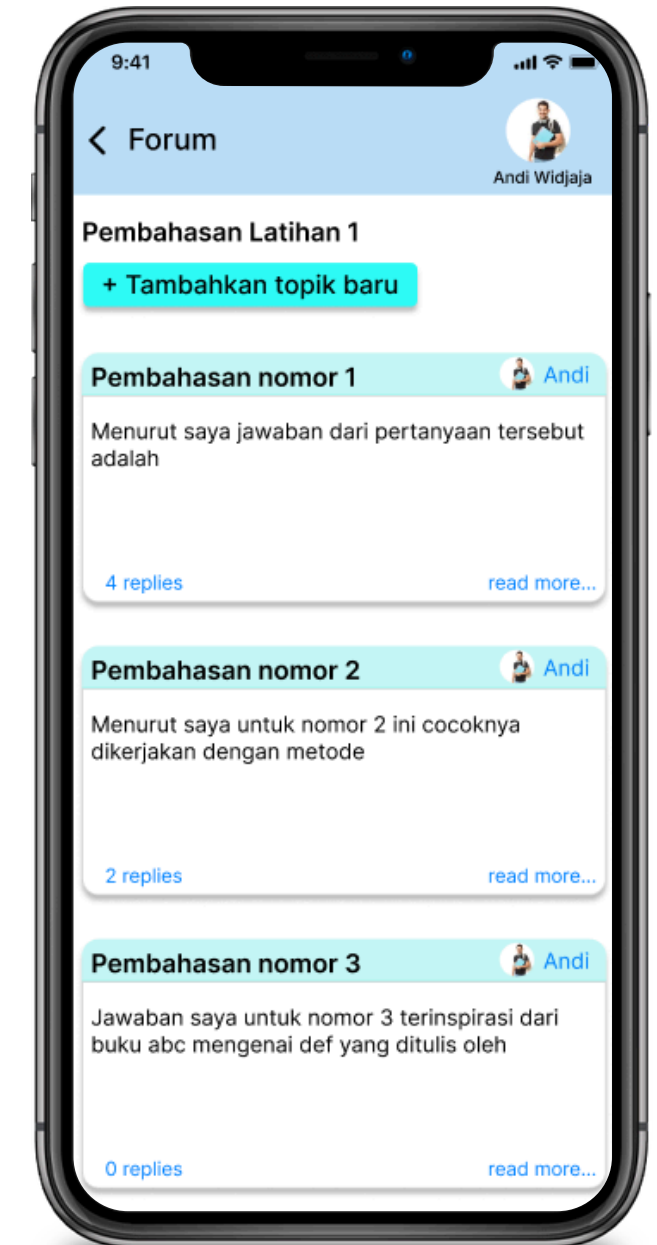 9:41
Forum
Andi Widjaja
Pembahasan Latihan 1
+ Tambahkan topik baru
Pembahasan nomor 1
Andi
Menurut saya jawaban dari pertanyaan tersebut
adalah
4 replies
read more...
Pembahasan nomor 2
Andi
Menurut saya untuk nomor 2 ini cocoknya
dikerjakan dengan metode
2 replies
read more...
Pembahasan nomor 3
Andi
Jawaban saya untuk nomor 3 terinspirasi dari
buku abc mengenai def yang ditulis oleh
0 replies
read more...